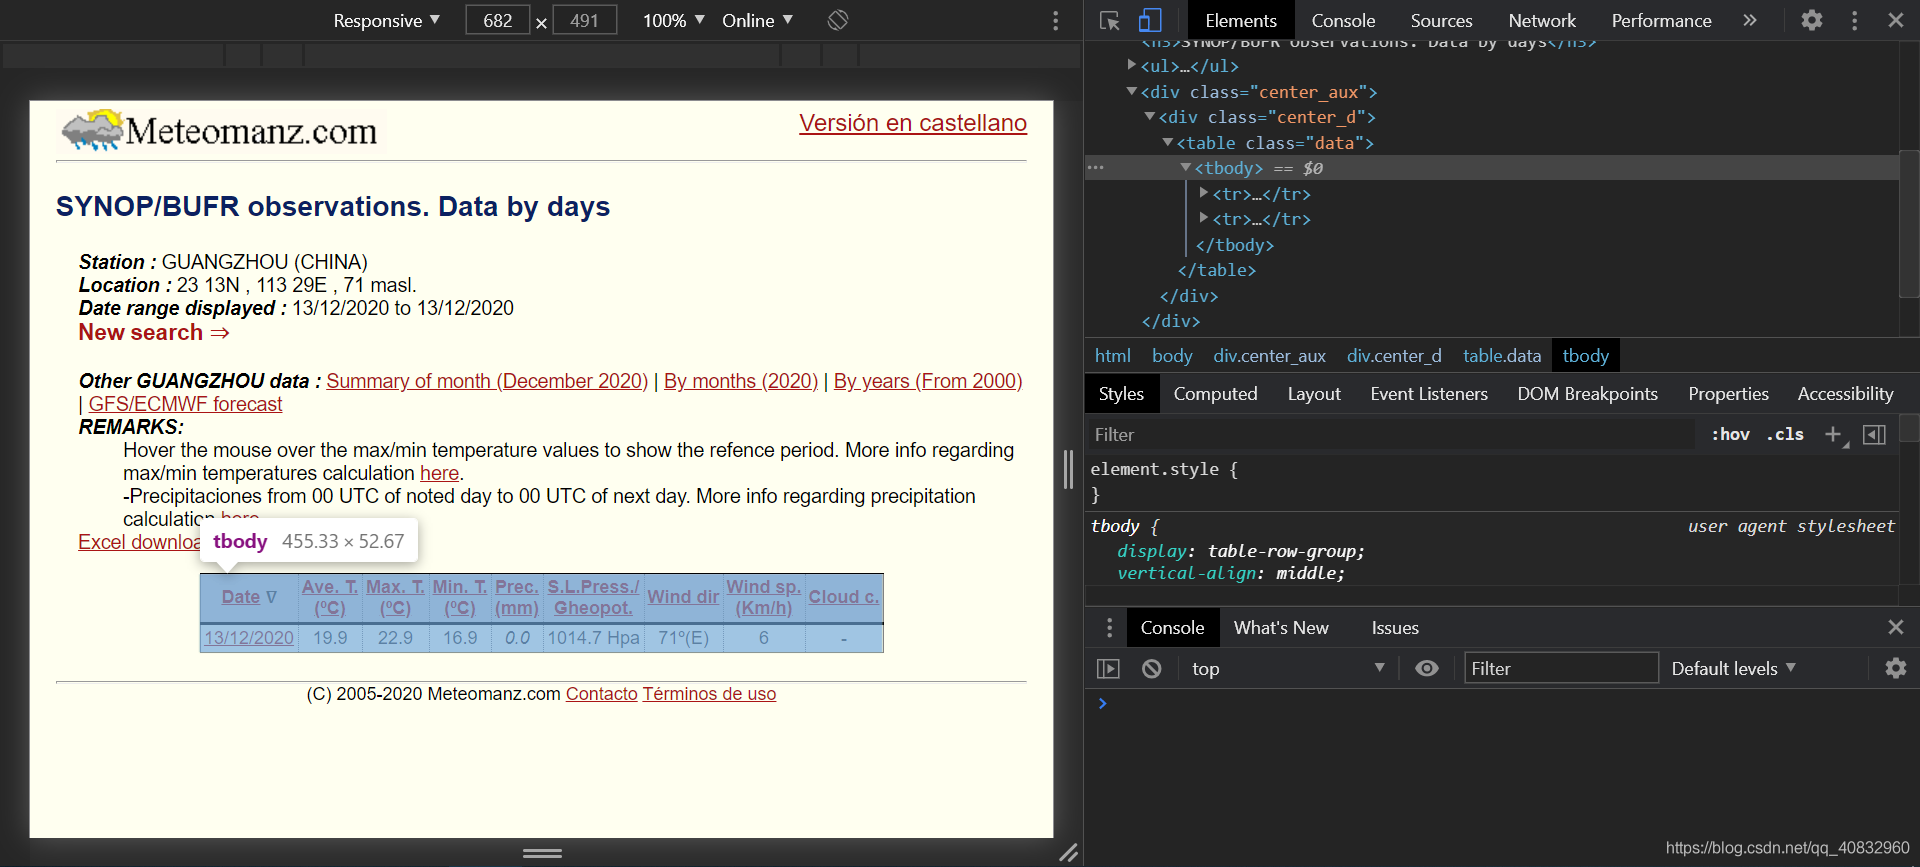 Responsive ▼ 682 × 491 100% ▼ Online ▼
Meteomanz.com
Versión en castellano
SYNOP/BUFR observations. Data by days
Station : GUANGZHOU (CHINA)
Location : 23 13N , 113 29E , 71 masl.
Date range displayed : 13/12/2020 to 13/12/2020
New search ⇒
Other GUANGZHOU data : Summary of month (December 2020) | By months (2020) | By years (From 2000)
| GFS/ECMWF forecast
REMARKS:
Hover the mouse over the max/min temperature values to show the refence period. More info regarding
max/min temperatures calculation here.
-Precipitaciones from 00 UTC of noted day to 00 UTC of next day. More info regarding precipitation
calculation here
Excel downloa
tbody 455.33 × 52.67
Date ∇ Ave. T. (ºC) Max. T. (ºC) Min. T. (ºC) Prec. (mm) S.L.Press./ Gheopot. Wind dir Wind sp. (Km/h) Cloud c.
13/12/2020 19.9 22.9 16.9 0.0 1014.7 Hpa 71º(E) 6 -
(C) 2005-2020 Meteomanz.com Contacto Términos de uso
Elements Console Sources Network Performance »
<h3>SYNOP/BUFR observations. Data by days</h3>
▶<ul>…</ul>
▼<div class="center_aux">
▼<div class="center_d">
▼<table class="data">
… ▼<tbody> == $0
▶<tr>…</tr>
▶<tr>…</tr>
</tbody>
</table>
</div>
</div>
html body div.center_aux div.center_d table.data tbody
Styles Computed Layout Event Listeners DOM Breakpoints Properties Accessibility
Filter :hov .cls +
element.style {
}
tbody { user agent stylesheet
display: table-row-group;
vertical-align: middle;
Console What's New Issues
top ▼ Filter Default levels ▼
>
https://blog.csdn.net/qq_40832960